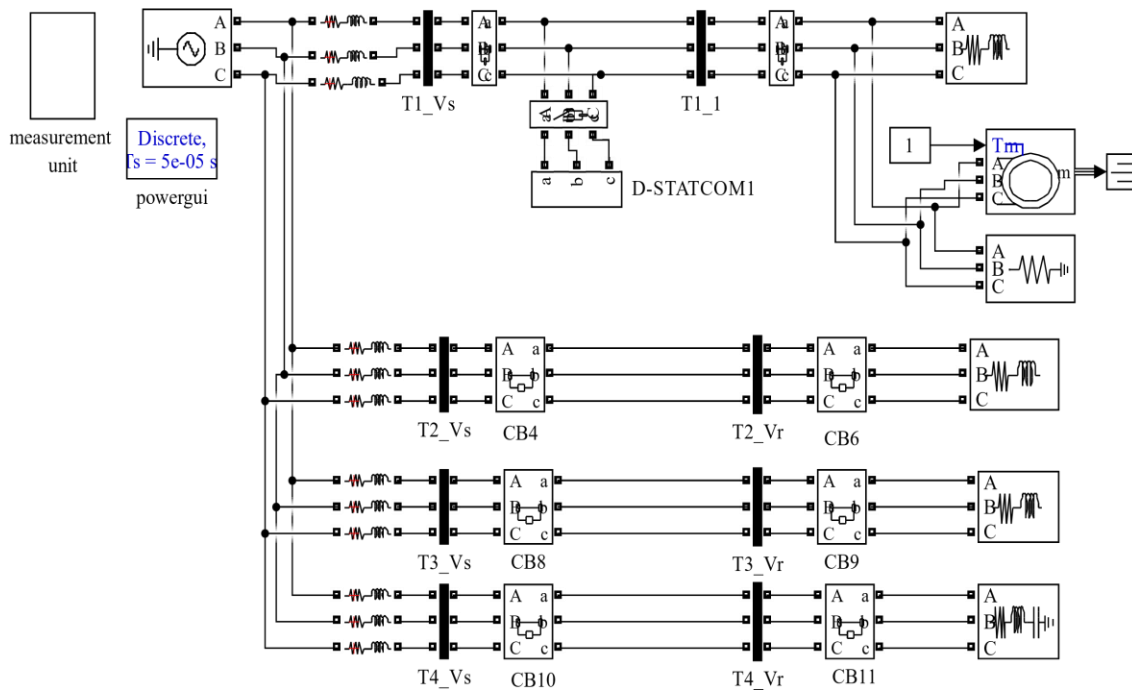 A
B
C
measurement
unit
Discrete,
Ts = 5e-05 s
powergui
T1_Vs
A a
B b
C c
T1_1
A a
B b
C c
A
B
C
a A
b B
c C
a b c
D-STATCOM1
1
Tm
A
B
C
m
A
B
C
T2_Vs
A a
B b
C c
CB4
T2_Vr
A a
B b
C c
CB6
A
B
C
T3_Vs
A a
B b
C c
CB8
T3_Vr
A a
B b
C c
CB9
A
B
C
T4_Vs
A a
B b
C c
CB10
T4_Vr
A a
B b
C c
CB11
A
B
C